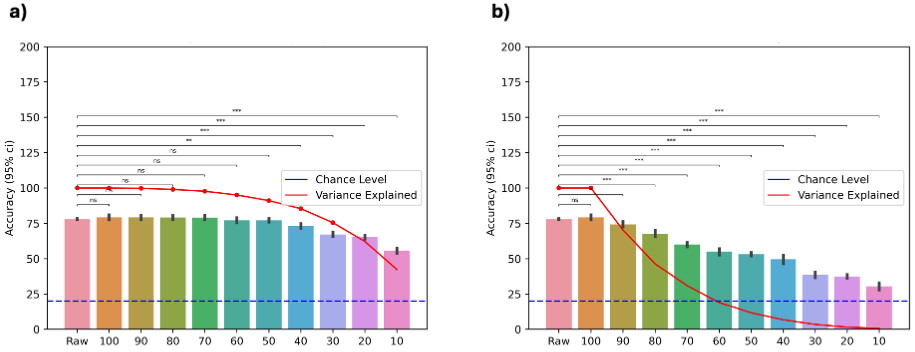 a)
200
175
150
125
100
75
50
25
0
Accuracy (95% ci)
***
***
***
**
ns
ns
ns
ns
ns
ns
Chance Level
Variance Explained
Raw 100 90 80 70 60 50 40 30 20 10
b)
200
175
150
125
100
75
50
25
0
Accuracy (95% ci)
***
***
***
***
***
***
***
***
***
ns
Chance Level
Variance Explained
Raw 100 90 80 70 60 50 40 30 20 10